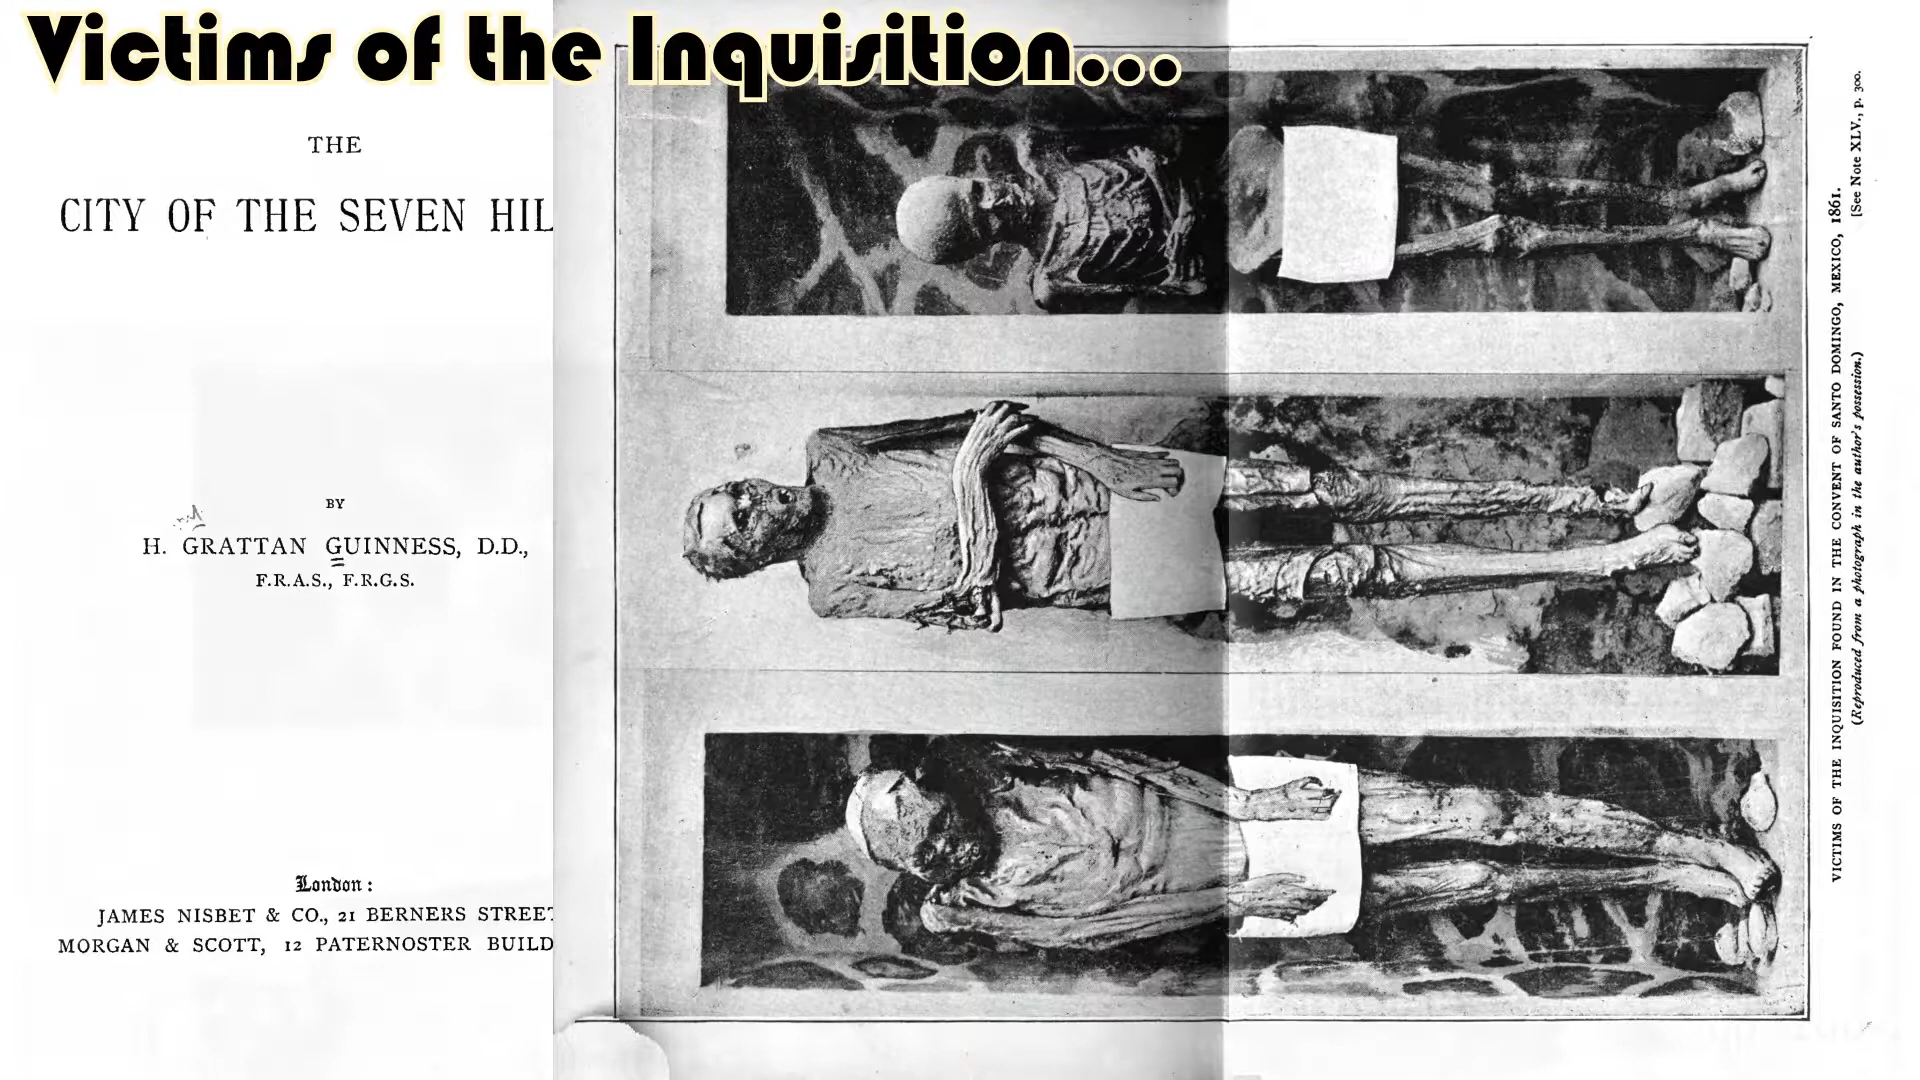 Victims of the Inquisition...
THE
CITY OF THE SEVEN HIL
BY
H. GRATTAN GUINNESS, D.D.,
F.R.A.S., F.R.G.S.
London:
JAMES NISBET & CO., 21 BERNERS STREET
MORGAN & SCOTT, 12 PATERNOSTER BUILD
VICTIMS OF THE INQUISITION FOUND IN THE CONVENT OF SANTO DOMINGO, MEXICO, 1861.
(Reproduced from a photograph in the author's possession.)
[See Note XLV., p. 300.